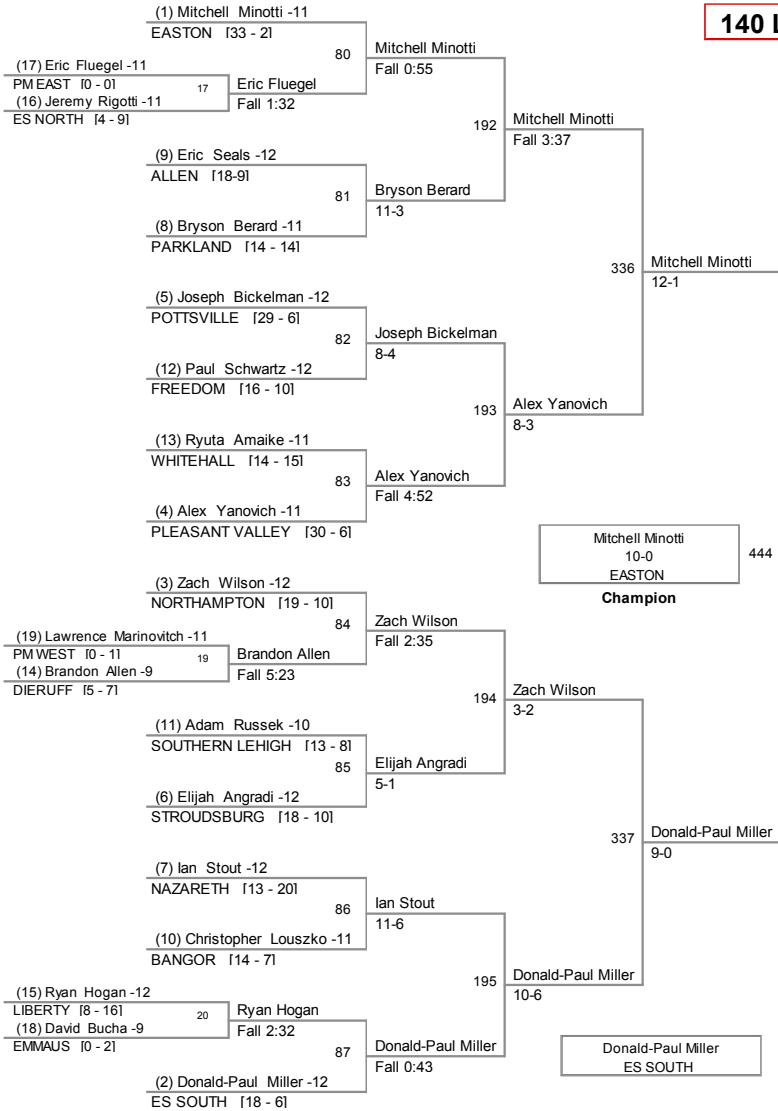 140 L
(1) Mitchell Minotti -11
EASTON [33 - 2]
80
Mitchell Minotti
Fall 0:55
(17) Eric Fluegel -11
PM EAST [0 - 0]
17
Eric Fluegel
Fall 1:32
(16) Jeremy Rigotti -11
ES NORTH [4 - 9]
192
Mitchell Minotti
Fall 3:37
(9) Eric Seals -12
ALLEN [18-9]
81
Bryson Berard
11-3
(8) Bryson Berard -11
PARKLAND [14 - 14]
336
Mitchell Minotti
12-1
(5) Joseph Bickelman -12
POTTSVILLE [29 - 6]
82
Joseph Bickelman
8-4
(12) Paul Schwartz -12
FREEDOM [16 - 10]
193
Alex Yanovich
8-3
(13) Ryuta Amaike -11
WHITEHALL [14 - 15]
83
Alex Yanovich
Fall 4:52
(4) Alex Yanovich -11
PLEASANT VALLEY [30 - 6]
Mitchell Minotti
10-0
EASTON
444
Champion
(3) Zach Wilson -12
NORTHAMPTON [19 - 10]
84
Zach Wilson
Fall 2:35
(19) Lawrence Marinovitch -11
PM WEST [0 - 1]
19
Brandon Allen
Fall 5:23
(14) Brandon Allen -9
DIERUFF [5 - 7]
194
Zach Wilson
3-2
(11) Adam Russek -10
SOUTHERN LEHIGH [13 - 8]
85
Elijah Angradi
5-1
(6) Elijah Angradi -12
STROUDSBURG [18 - 10]
337
Donald-Paul Miller
9-0
(7) Ian Stout -12
NAZARETH [13 - 20]
86
Ian Stout
11-6
(10) Christopher Louszko -11
BANGOR [14 - 7]
195
Donald-Paul Miller
10-6
(15) Ryan Hogan -12
LIBERTY [8 - 16]
20
Ryan Hogan
Fall 2:32
(18) David Bucha -9
EMMAUS [0 - 2]
87
Donald-Paul Miller
Fall 0:43
(2) Donald-Paul Miller -12
ES SOUTH [18 - 6]
Donald-Paul Miller
ES SOUTH